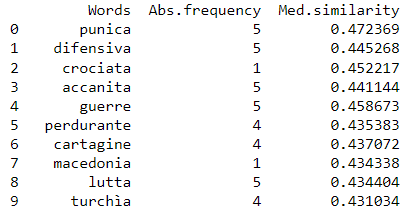 Words Abs.frequency Med.similarity
0 punica 5 0.472369
1 difensiva 5 0.445268
2 crociata 1 0.452217
3 accanita 5 0.441144
4 guerre 5 0.458673
5 perdurante 4 0.435383
6 cartagine 4 0.437072
7 macedonia 1 0.434338
8 lutta 5 0.434404
9 turchìa 4 0.431034